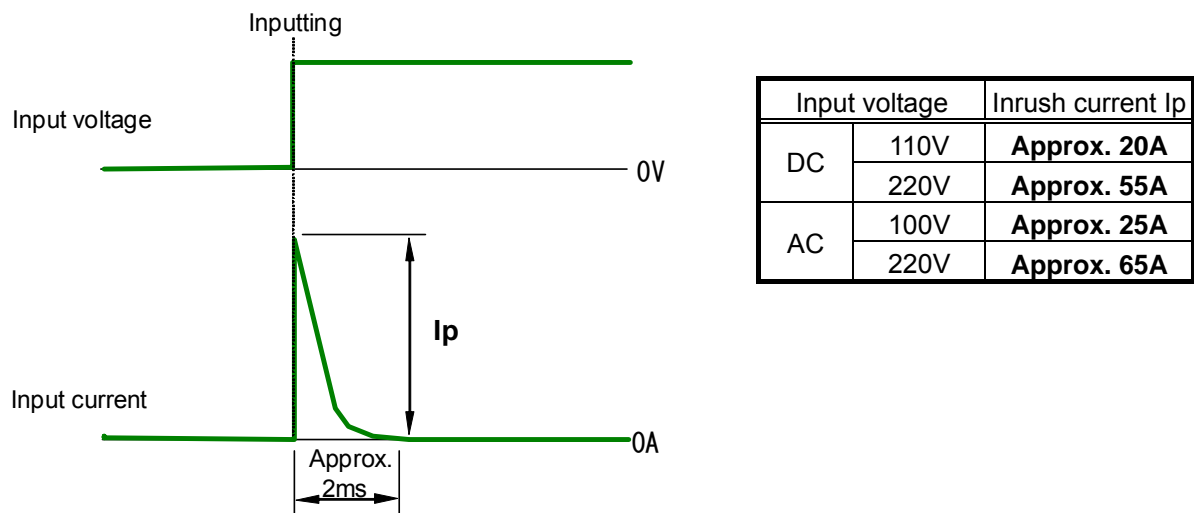 Inputting
Input voltage
0V
Ip
Input current
0A
Approx.
2ms
Input voltage Inrush current Ip
DC 110V Approx. 20A
220V Approx. 55A
AC 100V Approx. 25A
220V Approx. 65A